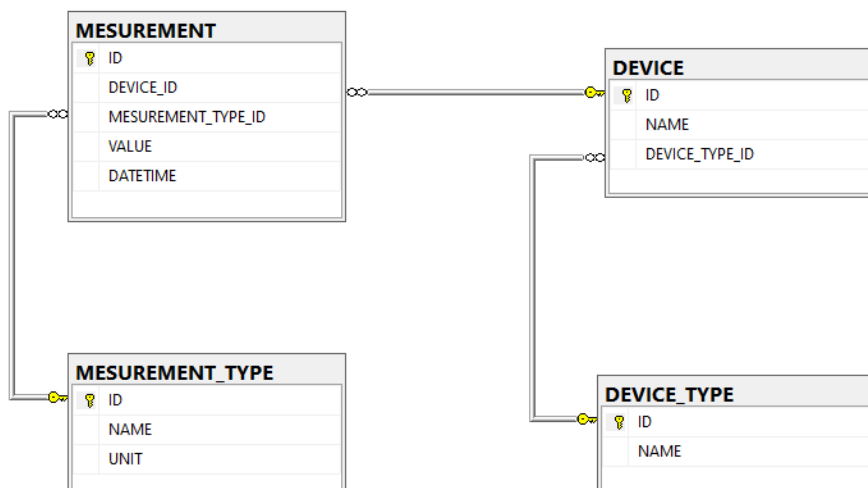 MESUREMENT
ID
DEVICE_ID
MESUREMENT_TYPE_ID
VALUE
DATETIME
DEVICE
ID
NAME
DEVICE_TYPE_ID
MESUREMENT_TYPE
ID
NAME
UNIT
DEVICE_TYPE
ID
NAME